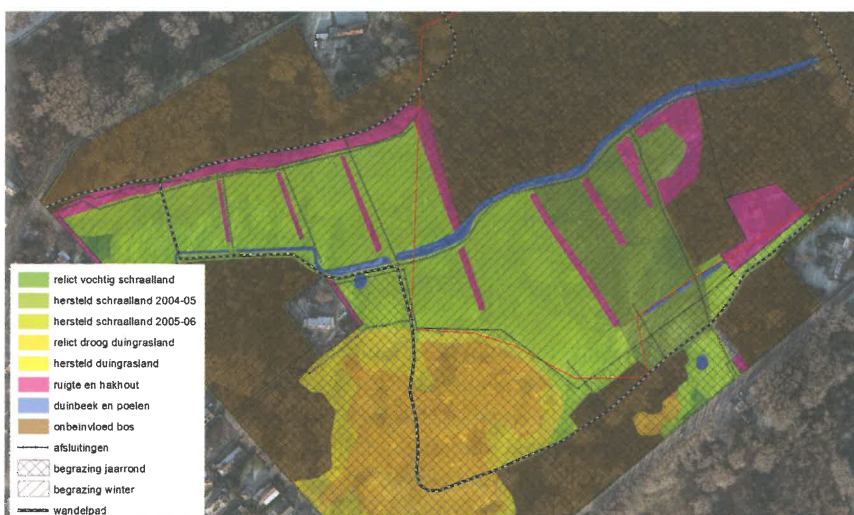 relict vochtig schraalland
hersteld schraalland 2004-05
hersteld schraalland 2005-06
relict droog duingrasland
hersteld duingrasland
ruigte en hakhout
duinbeek en poelen
onbeinvloed bos
afsluitingen
begrazing jaarrond
begrazing winter
wandelpad